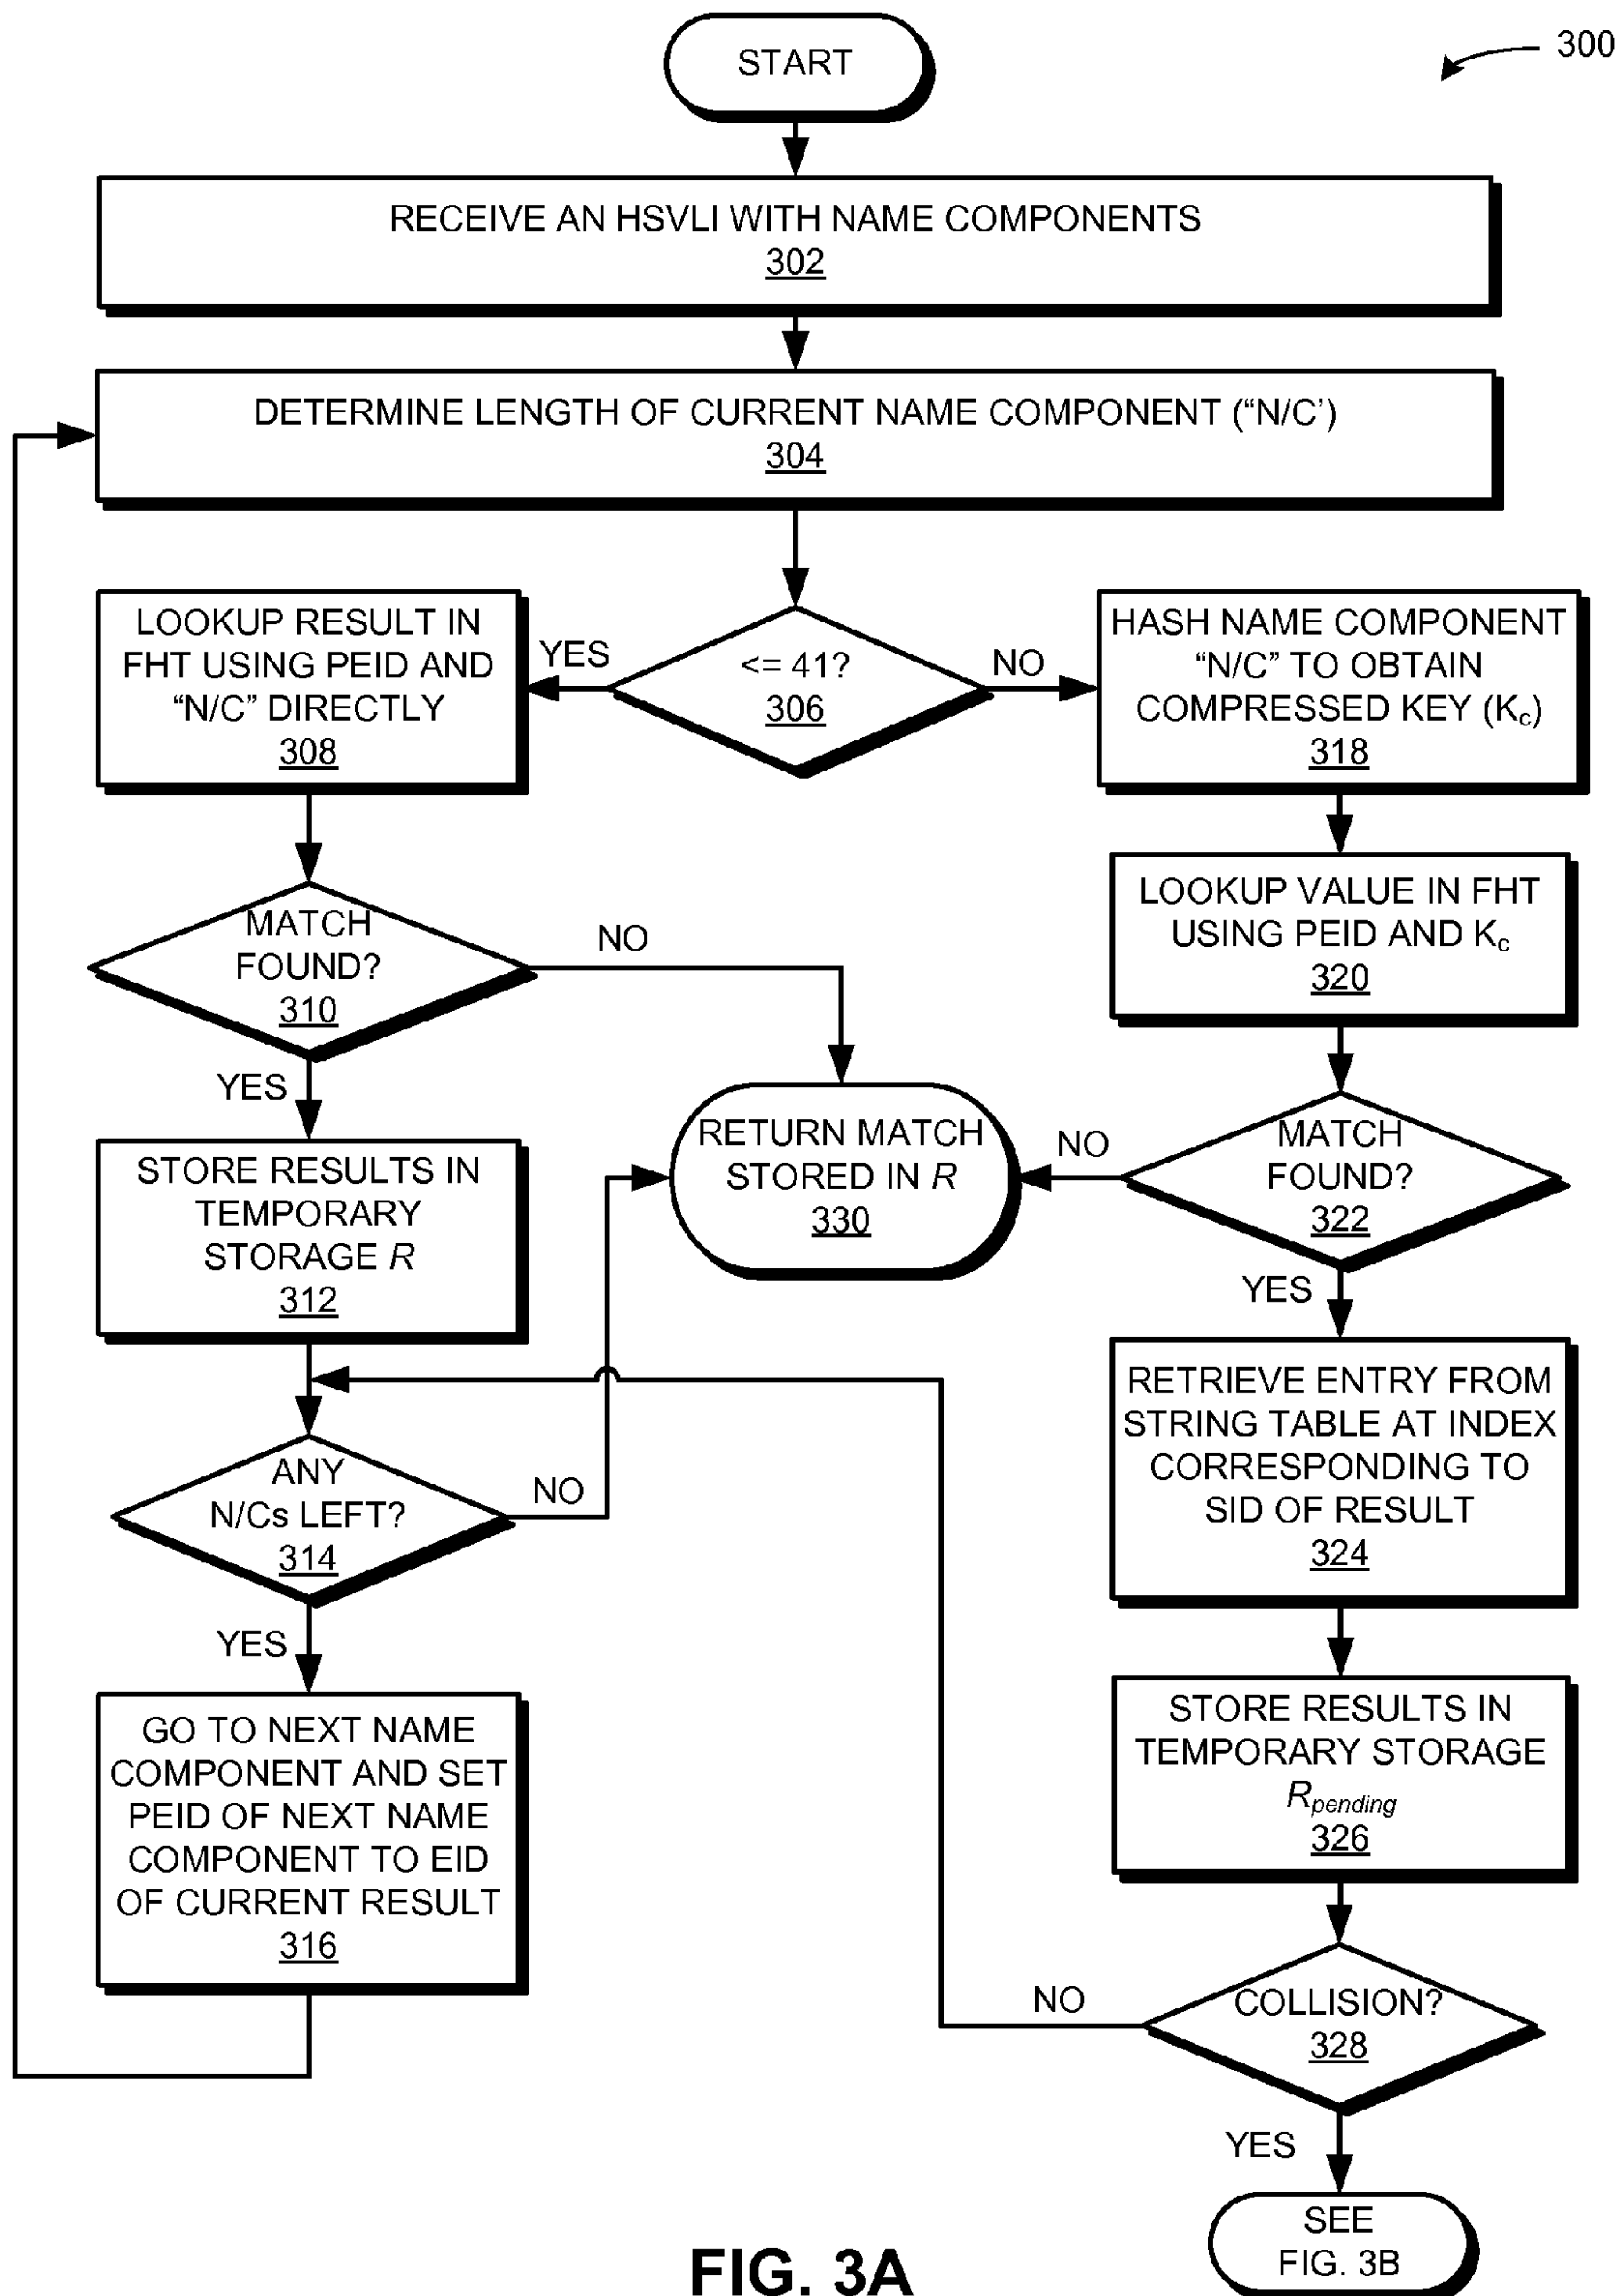 START
300
RECEIVE AN HSVLI WITH NAME COMPONENTS
302
DETERMINE LENGTH OF CURRENT NAME COMPONENT (“N/C’)
304
LOOKUP RESULT IN
FHT USING PEID AND
“N/C” DIRECTLY
308
YES
<= 41?
306
NO
HASH NAME COMPONENT
“N/C” TO OBTAIN
COMPRESSED KEY (Kc)
318
MATCH
FOUND?
310
NO
YES
LOOKUP VALUE IN FHT
USING PEID AND Kc
320
STORE RESULTS IN
TEMPORARY
STORAGE R
312
RETURN MATCH
STORED IN R
330
NO
MATCH
FOUND?
322
YES
ANY
N/Cs LEFT?
314
NO
YES
RETRIEVE ENTRY FROM
STRING TABLE AT INDEX
CORRESPONDING TO
SID OF RESULT
324
GO TO NEXT NAME
COMPONENT AND SET
PEID OF NEXT NAME
COMPONENT TO EID
OF CURRENT RESULT
316
STORE RESULTS IN
TEMPORARY STORAGE
Rpending
326
NO
COLLISION?
328
YES
SEE
FIG. 3B
FIG. 3A